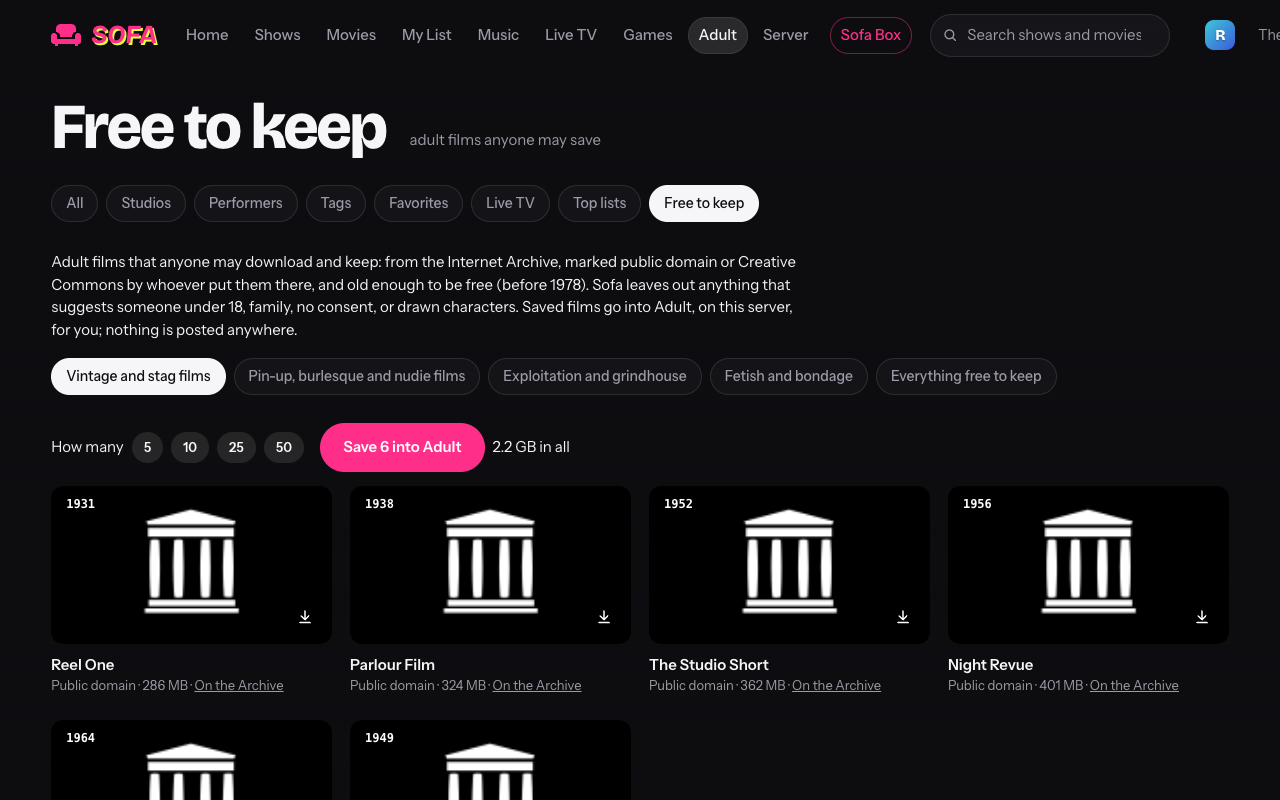 SOFA Home Shows Movies My List Music Live TV Games Adult Server Sofa Box Search shows and movies R The
Free to keep adult films anyone may save
All Studios Performers Tags Favorites Live TV Top lists Free to keep
Adult films that anyone may download and keep: from the Internet Archive, marked public domain or Creative
Commons by whoever put them there, and old enough to be free (before 1978). Sofa leaves out anything that
suggests someone under 18, family, no consent, or drawn characters. Saved films go into Adult, on this server,
for you; nothing is posted anywhere.
Vintage and stag films Pin-up, burlesque and nudie films Exploitation and grindhouse Fetish and bondage Everything free to keep
How many 5 10 25 50 Save 6 into Adult 2.2 GB in all
1931 1938 1952 1956
Reel One Parlour Film The Studio Short Night Revue
Public domain · 286 MB · On the Archive Public domain · 324 MB · On the Archive Public domain · 362 MB · On the Archive Public domain · 401 MB · On the Archive
1964 1949